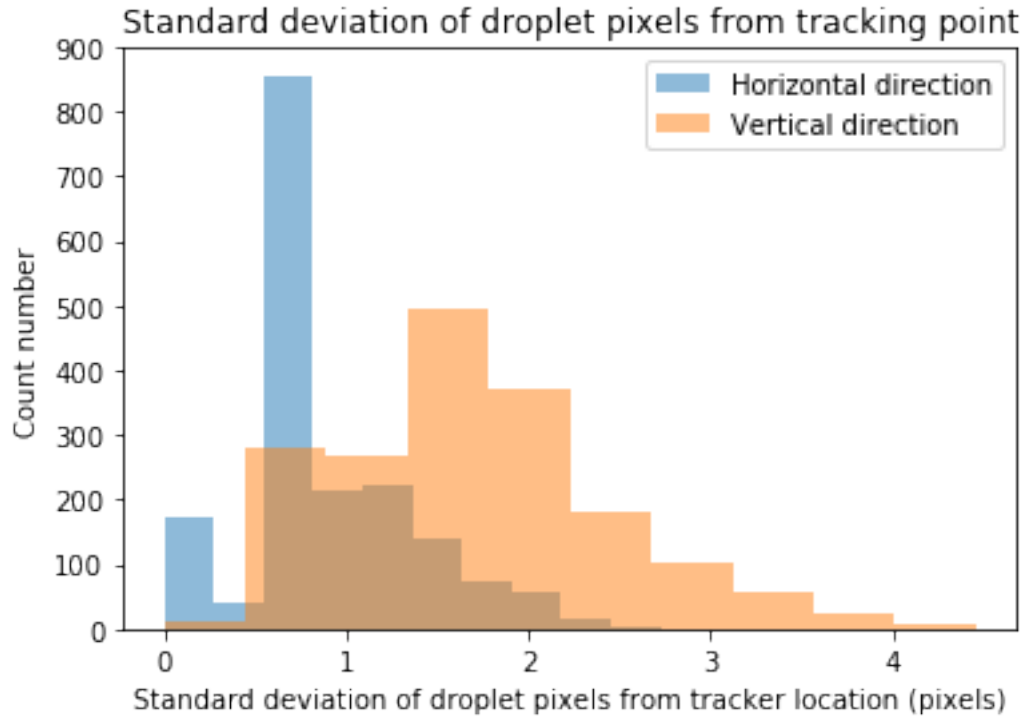 Standard deviation of droplet pixels from tracking point
900
800
700
600
500
400
300
200
100
0
Count number
Horizontal direction
Vertical direction
0 1 2 3 4
Standard deviation of droplet pixels from tracker location (pixels)